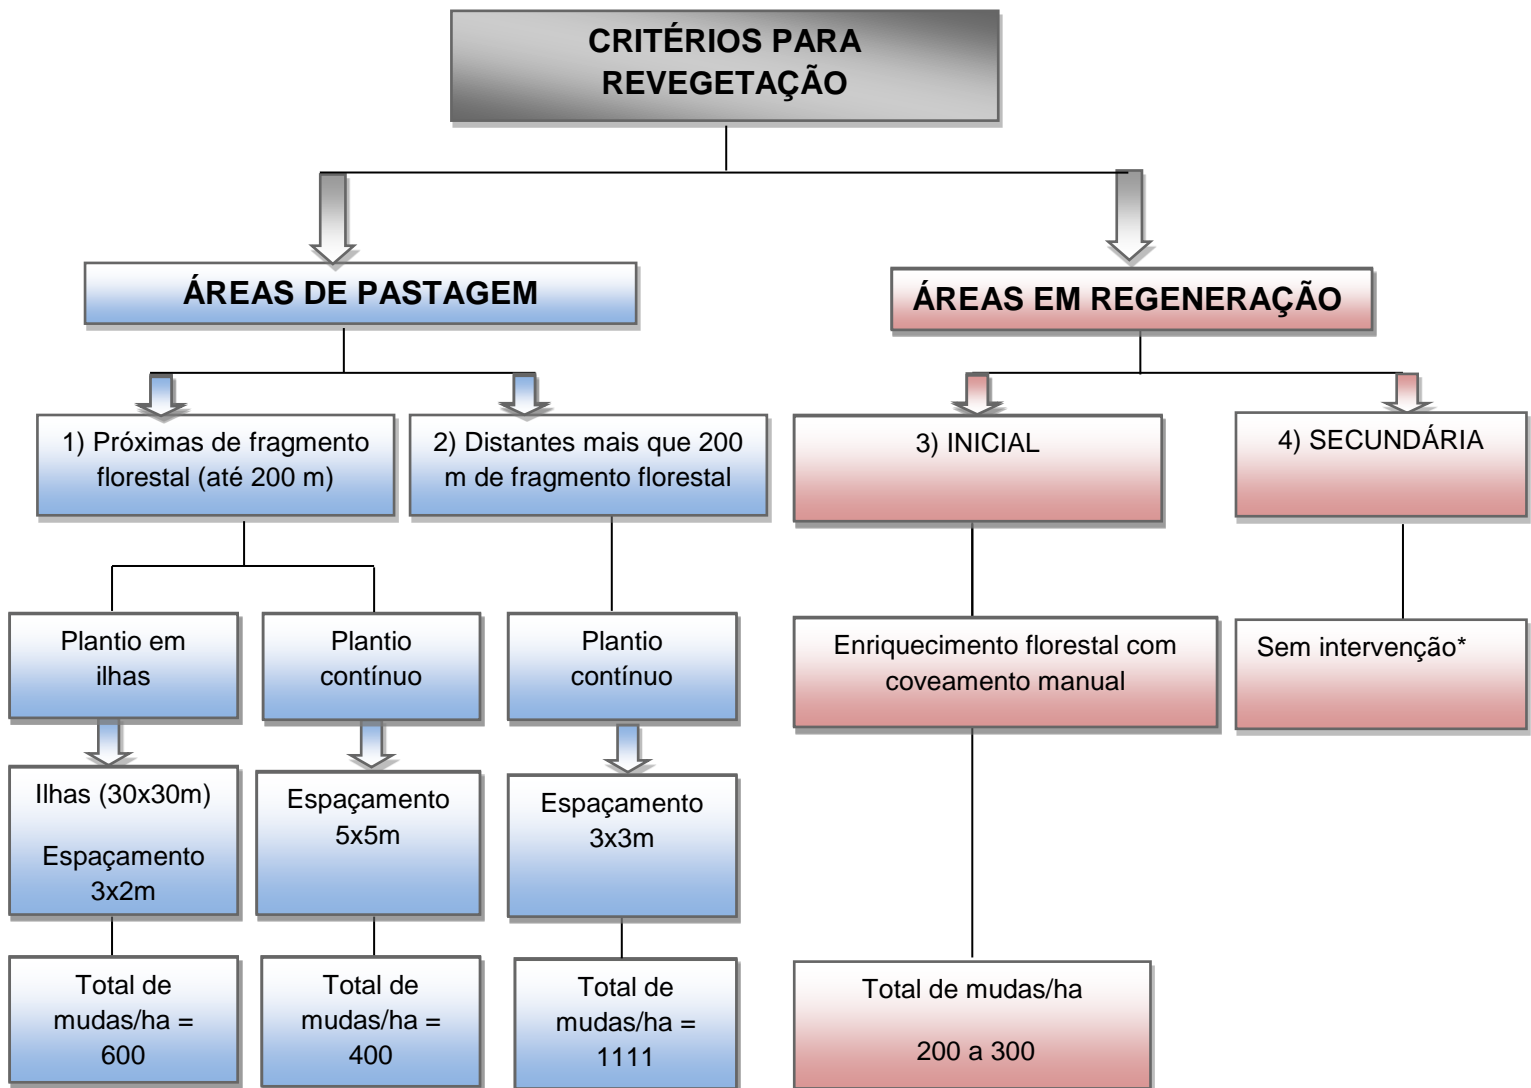 CRITÉRIOS PARA
REVEGETAÇÃO
ÁREAS DE PASTAGEM
ÁREAS EM REGENERAÇÃO
1) Próximas de fragmento
florestal (até 200 m)
2) Distantes mais que 200
m de fragmento florestal
3) INICIAL
4) SECUNDÁRIA
Plantio em
ilhas
Plantio
contínuo
Plantio
contínuo
Enriquecimento florestal com
coveamento manual
Sem intervenção*
Ilhas (30x30m)
Espaçamento
3x2m
Espaçamento
5x5m
Espaçamento
3x3m
Total de
mudas/ha =
600
Total de
mudas/ha =
400
Total de
mudas/ha =
1111
Total de mudas/ha
200 a 300